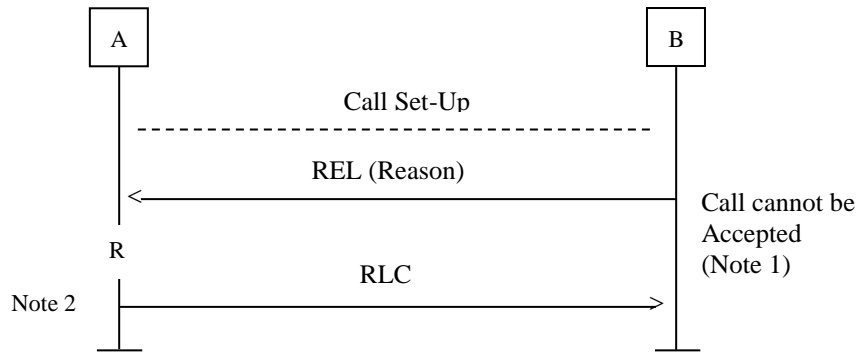 A
B
Call Set-Up
REL (Reason)
Call cannot be
Accepted
(Note 1)
R
RLC
Note 2